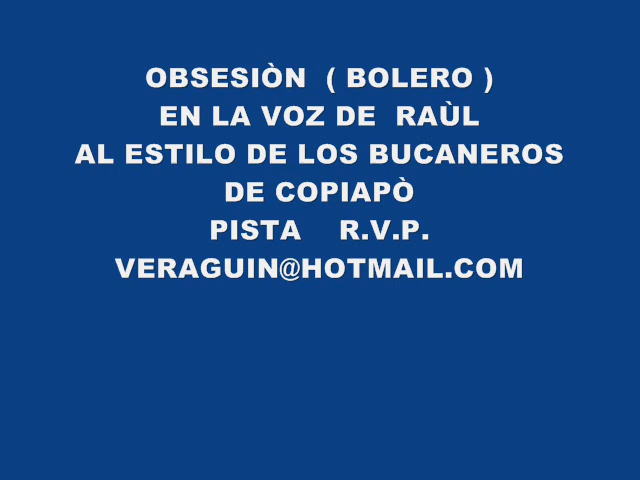 OBSESIÒN  ( BOLERO )
EN LA VOZ DE  RAÙL
AL ESTILO DE LOS BUCANEROS
DE COPIAPÒ
PISTA    R.V.P.
VERAGUIN@HOTMAIL.COM